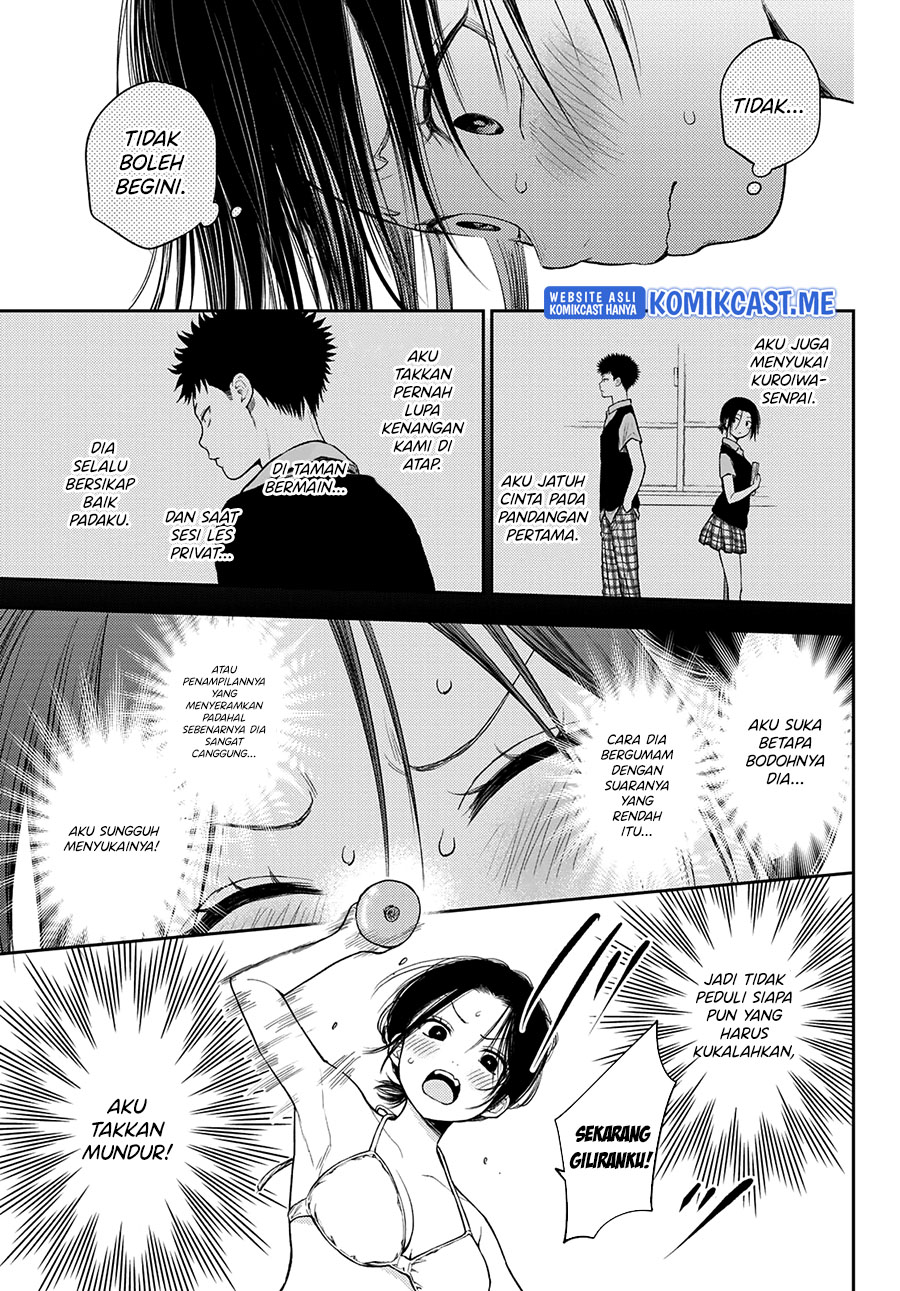 TIDAK...
TIDAK
BOLEH
BEGINI.
WEBSITE ASLI
KOMIKCAST HANYA
KOMIKCAST.ME
AKU JUGA
MENYUKAI
KUROIWA-
SENPAI.
AKU JATUH
CINTA PADA
PANDANGAN
PERTAMA.
AKU
TAKKAN
PERNAH
LUPA
KENANGAN
KAMI DI
ATAP.
DI TAMAN
BERMAIN...
DAN SAAT
SESI LES
PRIVAT...
DIA
SELALU
BERSIKAP
BAIK
PADAKU.
AKU SUKA
BETAPA
BODOHNYA
DIA...
CARA DIA
BERGUMAM
DENGAN
SUARANYA
YANG
RENDAH
ITU...
ATAU
PENAMPILANNYA
YANG
MENYERAMKAN
PADAHAL
SEBENARNYA DIA
SANGAT
CANGGUNG...
AKU SUNGGUH
MENYUKAINYA!
JADI TIDAK
PEDULI SIAPA
PUN YANG
HARUS
KUKALAHKAN,
SEKARANG
GILIRANKU!
AKU
TAKKAN
MUNDUR!